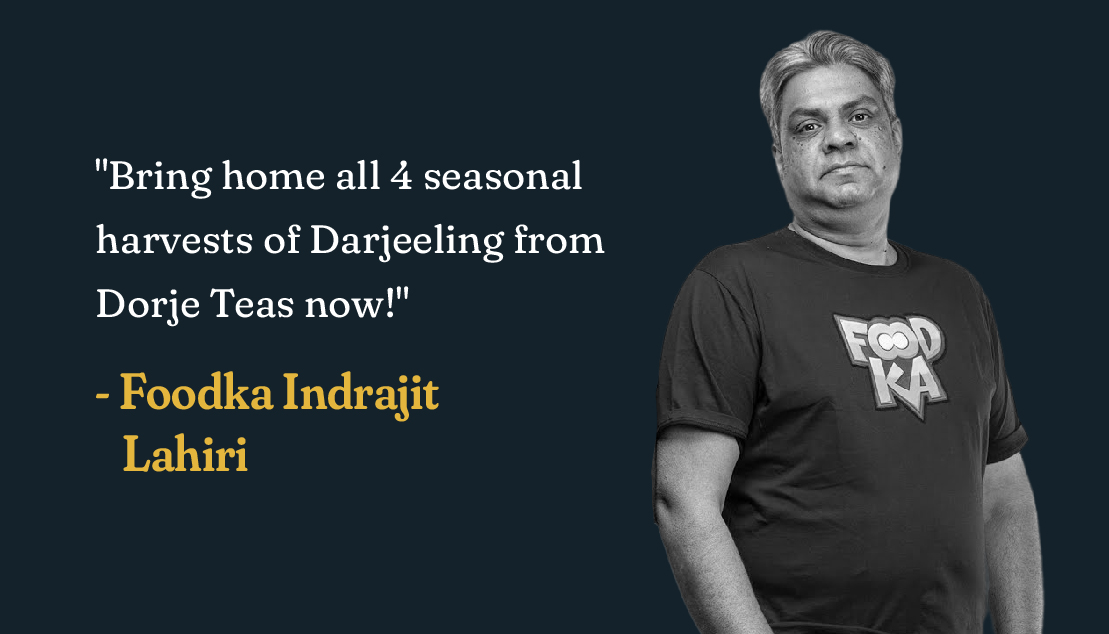 "Bring home all 4 seasonal
harvests of Darjeeling from
Dorje Teas now!"
- Foodka Indrajit
Lahiri
FOOD
KA